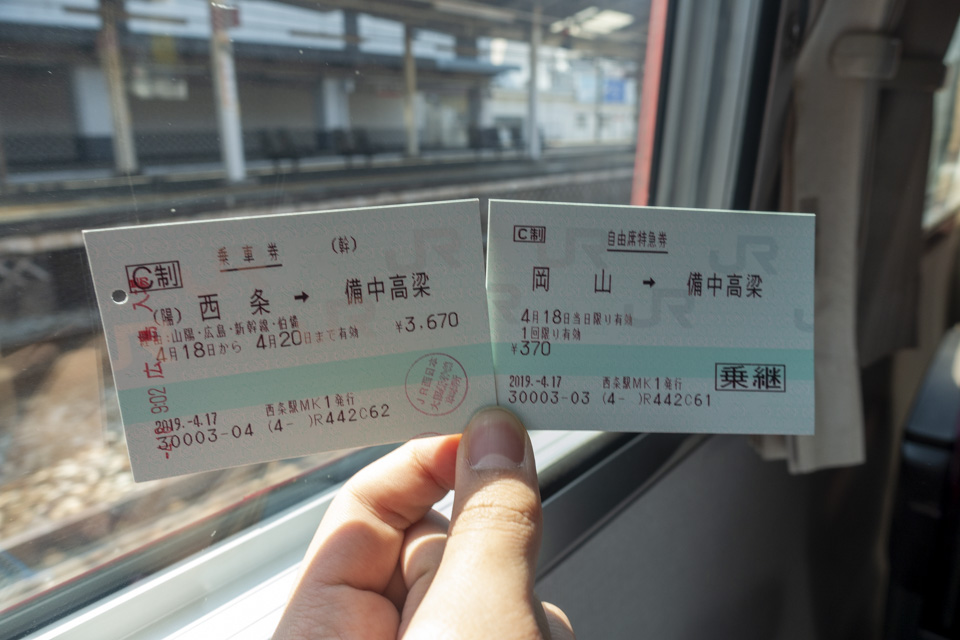 C制
乗車券 (幹)
(陽) 西条 → 備中高梁
経由:山陽・広島・新幹線・伯備
4月18日から 4月20日まで有効 ¥3.670
2019.-4.17 西条駅MK1発行
30003-04 (4- )R442C62
C制
自由席特急券
岡山 → 備中高梁
4月18日当日限り有効
1回限り有効
¥370
乗継
2019.-4.17 西条駅MK1発行
30003-03 (4- )R442C61